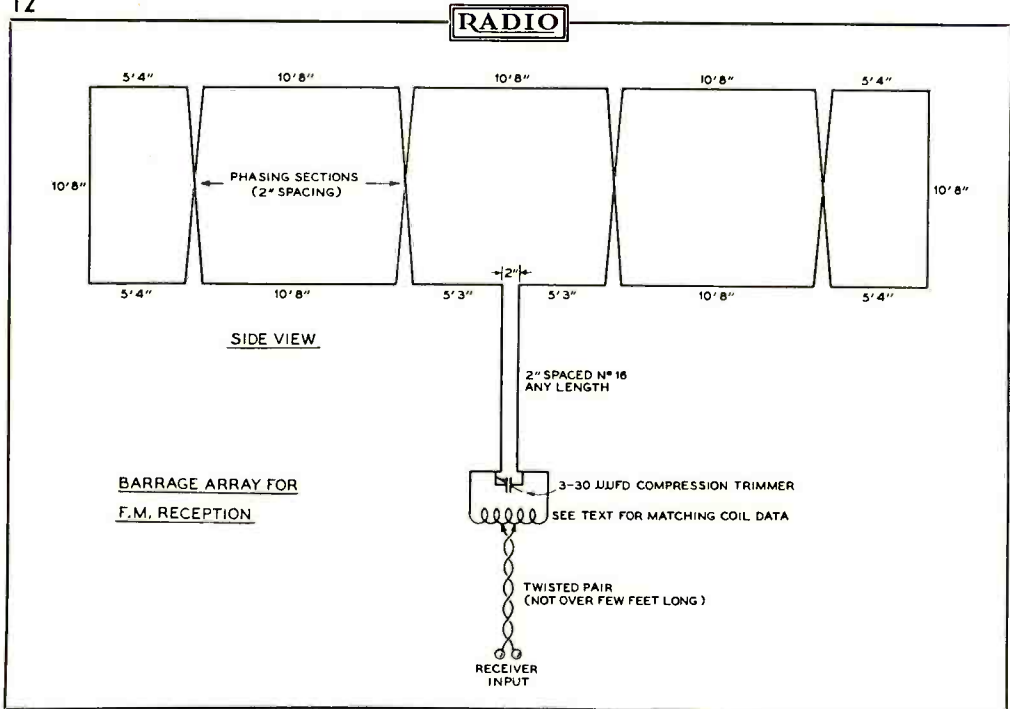 12
RADIO
5'4"
10'8"
10'8"
10'8"
5'4"
10'8"
PHASING SECTIONS
(2" SPACING)
10'8"
5'4"
10'8"
5'3"
2"
5'3"
10'8"
5'4"
SIDE VIEW
2" SPACED Nº 16
ANY LENGTH
BARRAGE ARRAY FOR
F.M. RECEPTION
3-30 JJJFD COMPRESSION TRIMMER
SEE TEXT FOR MATCHING COIL DATA
TWISTED PAIR
(NOT OVER FEW FEET LONG)
RECEIVER
INPUT